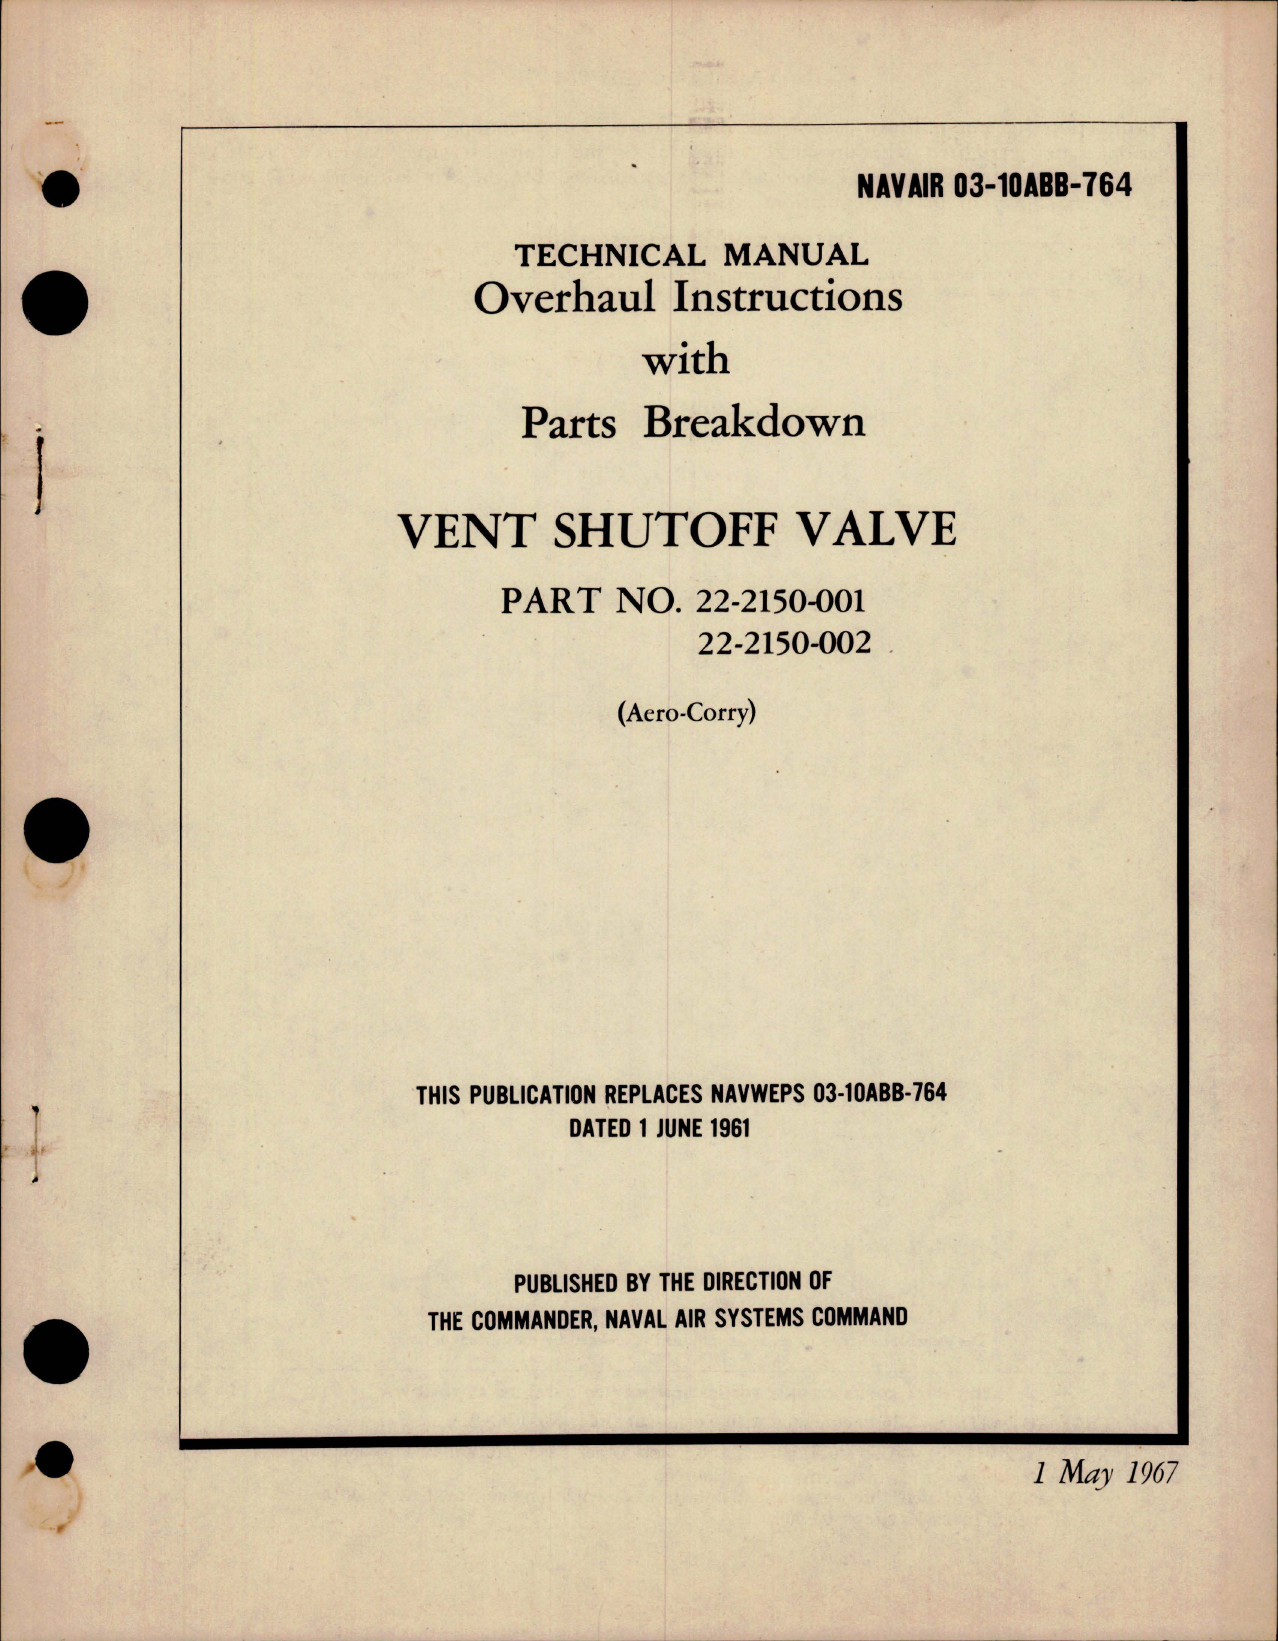 NAVAIR 03-10ABB-764
TECHNICAL MANUAL
Overhaul Instructions
with
Parts Breakdown
VENT SHUTOFF VALVE
PART NO. 22-2150-001
22-2150-002
(Aero-Corry)
THIS PUBLICATION REPLACES NAVWEPS 03-10ABB-764
DATED 1 JUNE 1961
PUBLISHED BY THE DIRECTION OF
THE COMMANDER, NAVAL AIR SYSTEMS COMMAND
1 May 1967